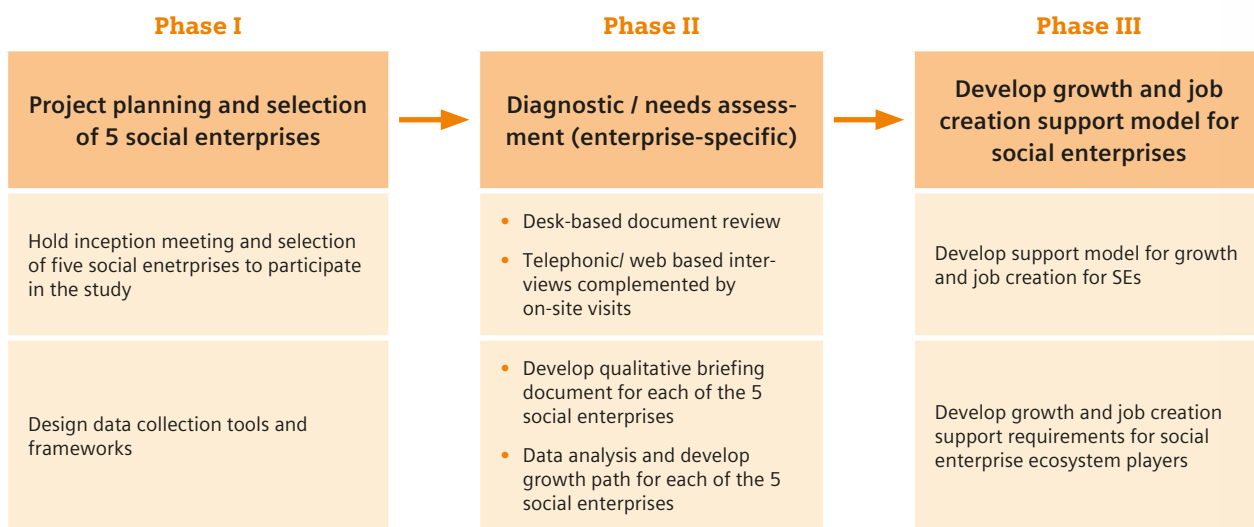 Phase I
Project planning and selection
of 5 social enterprises
Hold inception meeting and selection
of five social enetrprises to participate
in the study
Design data collection tools and
frameworks
Phase II
Diagnostic / needs assess-
ment (enterprise-specific)
• Desk-based document review
• Telephonic/ web based inter-
views complemented by
on-site visits
• Develop qualitative briefing
document for each of the 5
social enterprises
• Data analysis and develop
growth path for each of the 5
social enterprises
Phase III
Develop growth and job
creation support model for
social enterprises
Develop support model for growth
and job creation for SEs
Develop growth and job creation
support requirements for social
enterprise ecosystem players